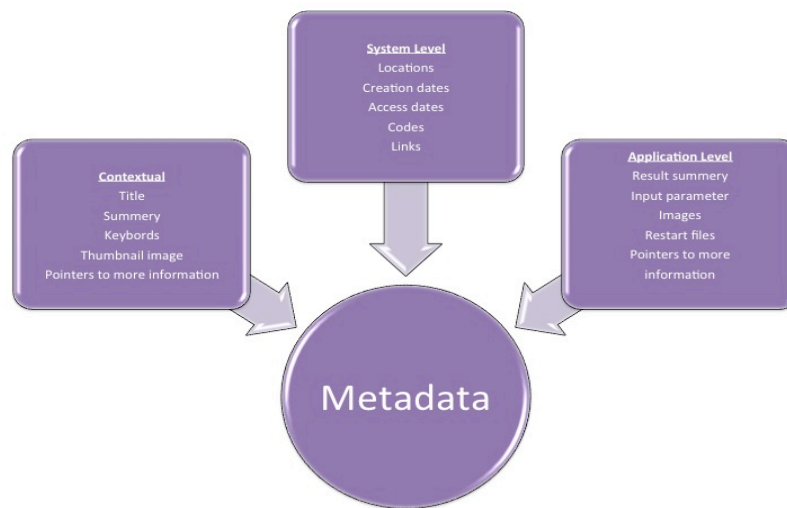 System Level
Locations
Creation dates
Access dates
Codes
Links
Contextual
Title
Summery
Keybords
Thumbnail image
Pointers to more information
Application Level
Result summery
Input parameter
Images
Restart files
Pointers to more
information
Metadata